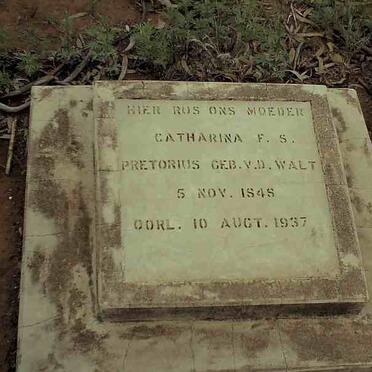 HIER RUS ONS MOEDER
CATHARINA F. S.
PRETORIUS GEB. V.D. WALT
5 NOV. 1848
OORL. 10 AUGT. 1937